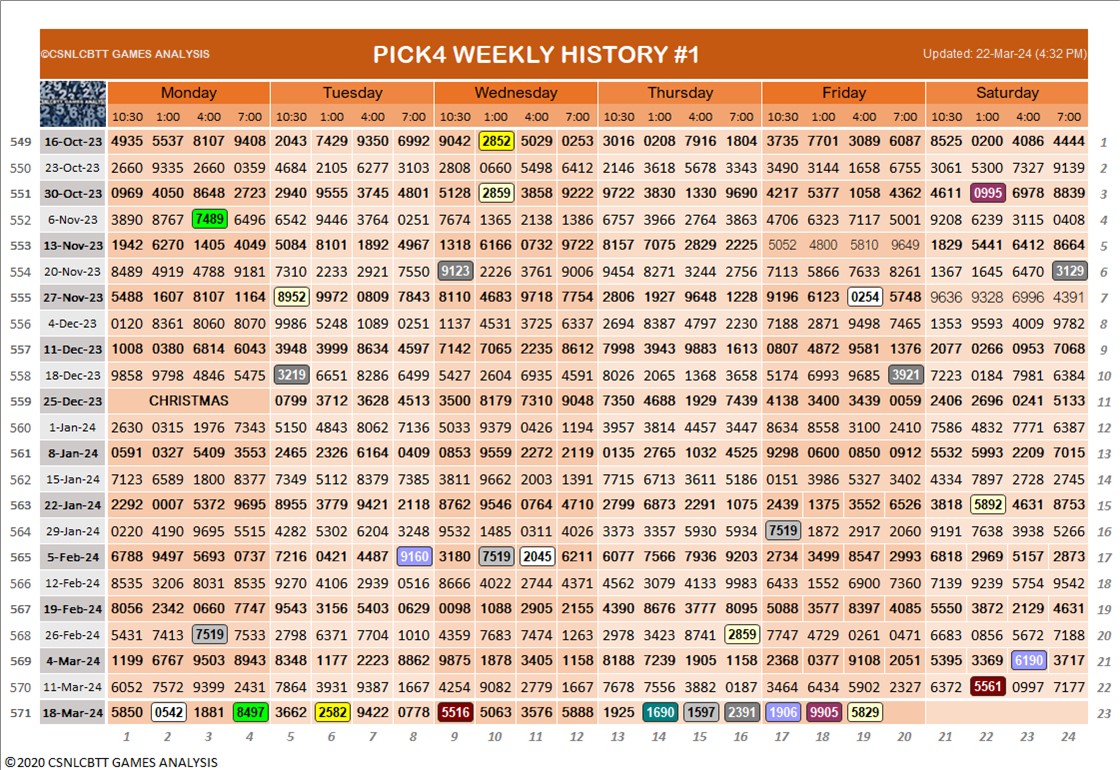 ©CSNLCBTT GAMES ANALYSIS PICK4 WEEKLY HISTORY #1 Updated: 22-Mar-24 (4:32 PM)
Monday Tuesday Wednesday Thursday Friday Saturday
10:30 1:00 4:00 7:00 10:30 1:00 4:00 8:00 10:30 1:00 4:00 7:00 10:30 1:00 4:00 7:00 10:30 1:00 4:00 7:00 10:30 1:00 4:00 7:00
549 16-Oct-23 4935 5537 8107 9408 2043 7429 9350 6992 9042 2852 5029 0253 3016 0208 7916 1804 3735 7701 3089 6087 8525 0200 4086 4444 1
550 23-Oct-23 2660 9335 2660 0359 4684 2105 6277 3103 2808 0660 5498 6412 2146 3618 5678 3343 3490 3144 1658 6755 3061 5300 7327 9139 2
551 30-Oct-23 0969 4050 8648 2723 2940 9555 3745 4801 5128 2859 3858 9222 9722 3830 1330 9690 4217 5377 1058 4362 4611 0995 6978 8839 3
552 6-Nov-23 3890 8767 7489 6496 6542 9446 3764 0251 7674 1365 2138 1386 6757 3966 2764 3863 4706 6323 7117 5001 9208 6239 3115 0408 4
553 13-Nov-23 1942 6270 1405 4049 5084 8101 1892 4967 1318 6166 0732 9722 8157 7075 2829 2225 5052 4800 5810 9649 1829 5441 6412 8664 5
554 20-Nov-23 8489 4919 4788 9181 7310 2233 2921 7550 9123 2226 3761 9006 9454 8271 3244 2756 7113 5866 7633 8261 1367 1645 6470 3129 6
555 27-Nov-23 5488 1607 8107 1164 8952 9972 0809 7843 8110 4683 9718 7754 2806 1927 9648 1228 9196 6123 0254 5748 9636 9328 6996 4391 7
556 4-Dec-23 0120 8361 8060 8070 9986 5248 1089 0251 1137 4531 3725 6337 2694 8387 4797 2230 7188 2871 9498 7465 1353 9593 4009 9782 8
557 11-Dec-23 1008 0380 6814 6043 3948 3999 8634 4597 7142 7065 2235 8612 7998 3943 9883 1613 0807 4872 9581 1376 2077 0266 0953 7068 9
558 18-Dec-23 9858 9798 4846 5475 3219 6651 8286 6499 5427 2604 6935 4591 8026 2065 1368 3658 5174 6993 9685 3921 7223 0184 7981 6384 10
559 25-Dec-23 CHRISTMAS 0799 3712 3628 4513 3500 8179 7310 9048 7350 4688 1929 7439 4138 3400 3439 0059 2406 2696 0241 5133 11
560 1-Jan-24 2630 0315 1976 7343 5150 4843 8062 7136 5033 9379 0426 1194 3957 3814 4457 3447 8634 8558 3100 2410 7586 4832 7771 6387 12
561 8-Jan-24 0591 0327 5409 3553 2465 2326 6164 0409 0853 9559 2272 2119 0135 2765 1032 4525 9298 0600 0850 0912 5532 5993 2209 7015 13
562 15-Jan-24 7123 6589 1800 8377 7349 5112 8379 7385 3811 9662 2003 1391 7715 6713 3611 5186 0151 3986 5327 3402 4334 7897 2728 2745 14
563 22-Jan-24 2292 0007 5372 9695 8955 3779 9421 2118 8762 9546 0764 4710 2799 6873 2291 1075 2439 1375 3552 6526 3818 5892 4631 8753 15
564 29-Jan-24 0220 4190 9695 5515 4282 5302 6204 3248 9532 1485 0311 4026 3373 3357 5930 5934 7519 1872 2917 2060 9191 7638 3938 5266 16
565 5-Feb-24 6788 9497 5693 0737 7216 0421 4487 9160 3180 7519 2045 6211 6077 7566 7936 9203 2734 3499 8547 2993 6818 2969 5157 2873 17
566 12-Feb-24 8535 3206 8031 8535 9270 4106 2939 0516 8666 4022 2744 4371 4562 3079 4133 9983 6433 1552 6900 7360 7139 9239 5754 9542 18
567 19-Feb-24 8056 2342 0660 7747 9543 3156 5403 0629 0098 1088 2905 2155 4390 8676 3777 8095 5088 3577 8397 4085 5550 3872 2129 4631 19
568 26-Feb-24 5431 7413 7519 7533 2798 6371 7704 1010 4359 7683 7474 1263 2978 3423 8741 2859 7747 4729 0261 0471 6683 0856 5672 7188 20
569 4-Mar-24 1199 6767 9503 8943 8348 1177 2223 8862 9875 1878 3405 1158 8188 7239 1905 1158 2368 0377 9108 2051 5395 3369 6190 3717 21
570 11-Mar-24 6052 7572 9399 2431 7864 3931 9387 1667 4254 9082 2779 1667 7678 7556 3882 0187 3464 6434 5902 2327 6372 5561 0997 7177 22
571 18-Mar-24 5850 0542 1881 8497 3662 2582 9422 0778 5516 5063 3576 5888 1925 1690 1597 2391 1906 9905 5829 23
1 2 3 4 5 6 7 8 9 10 11 12 13 14 15 16 17 18 19 20 21 22 23 24
©2020 CSNLCBTT GAMES ANALYSIS